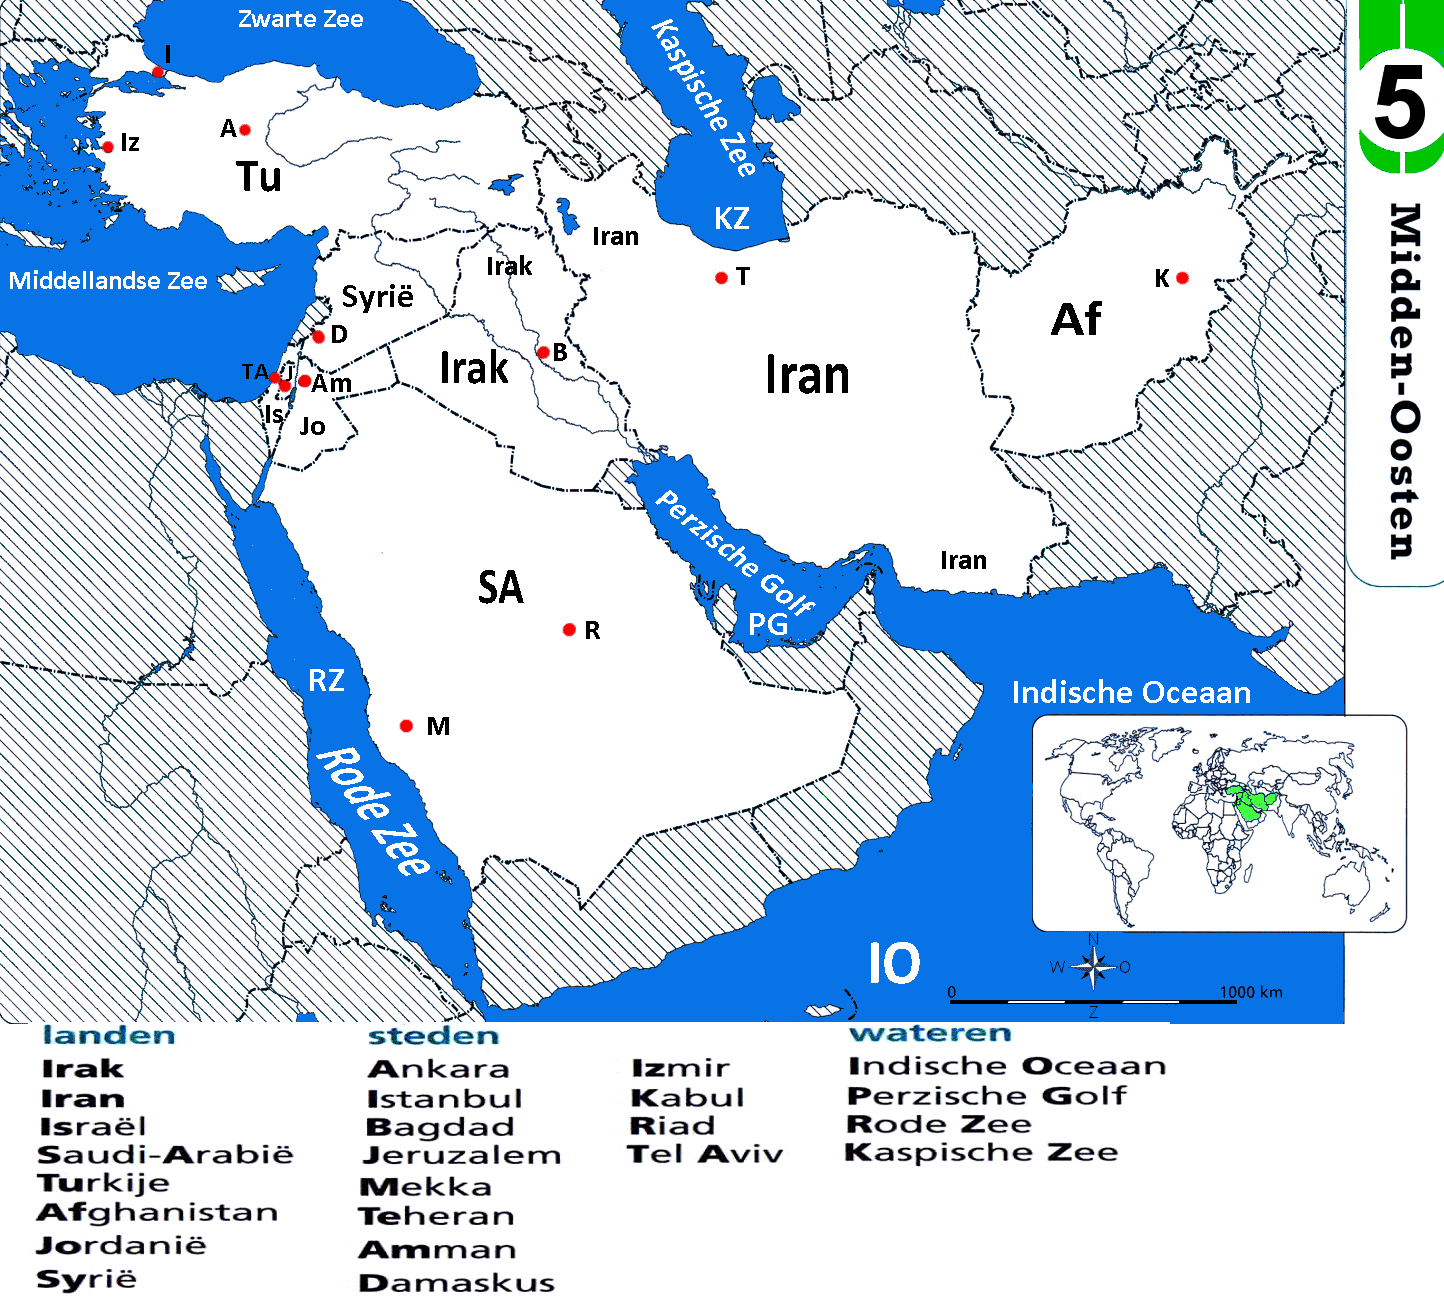 Zwarte Zee
Kaspische Zee
5
Midden-Oosten
I
A
Iz
Tu
KZ
Iran
Irak
T
K
Middellandse Zee
Syrië
Af
D
B
Irak
Iran
TA
J
Am
Is
Jo
Perzische Golf
PG
Iran
SA
R
RZ
Indische Oceaan
M
Rode Zee
IO
N
W
O
Z
0
1000 km
landen
Irak
Iran
Israël
Saudi-Arabië
Turkije
Afghanistan
Jordanië
Syrië
steden
Ankara
Istanbul
Bagdad
Jeruzalem
Mekka
Teheran
Amman
Damaskus
Izmir
Kabul
Riad
Tel Aviv
wateren
Indische Oceaan
Perzische Golf
Rode Zee
Kaspische Zee